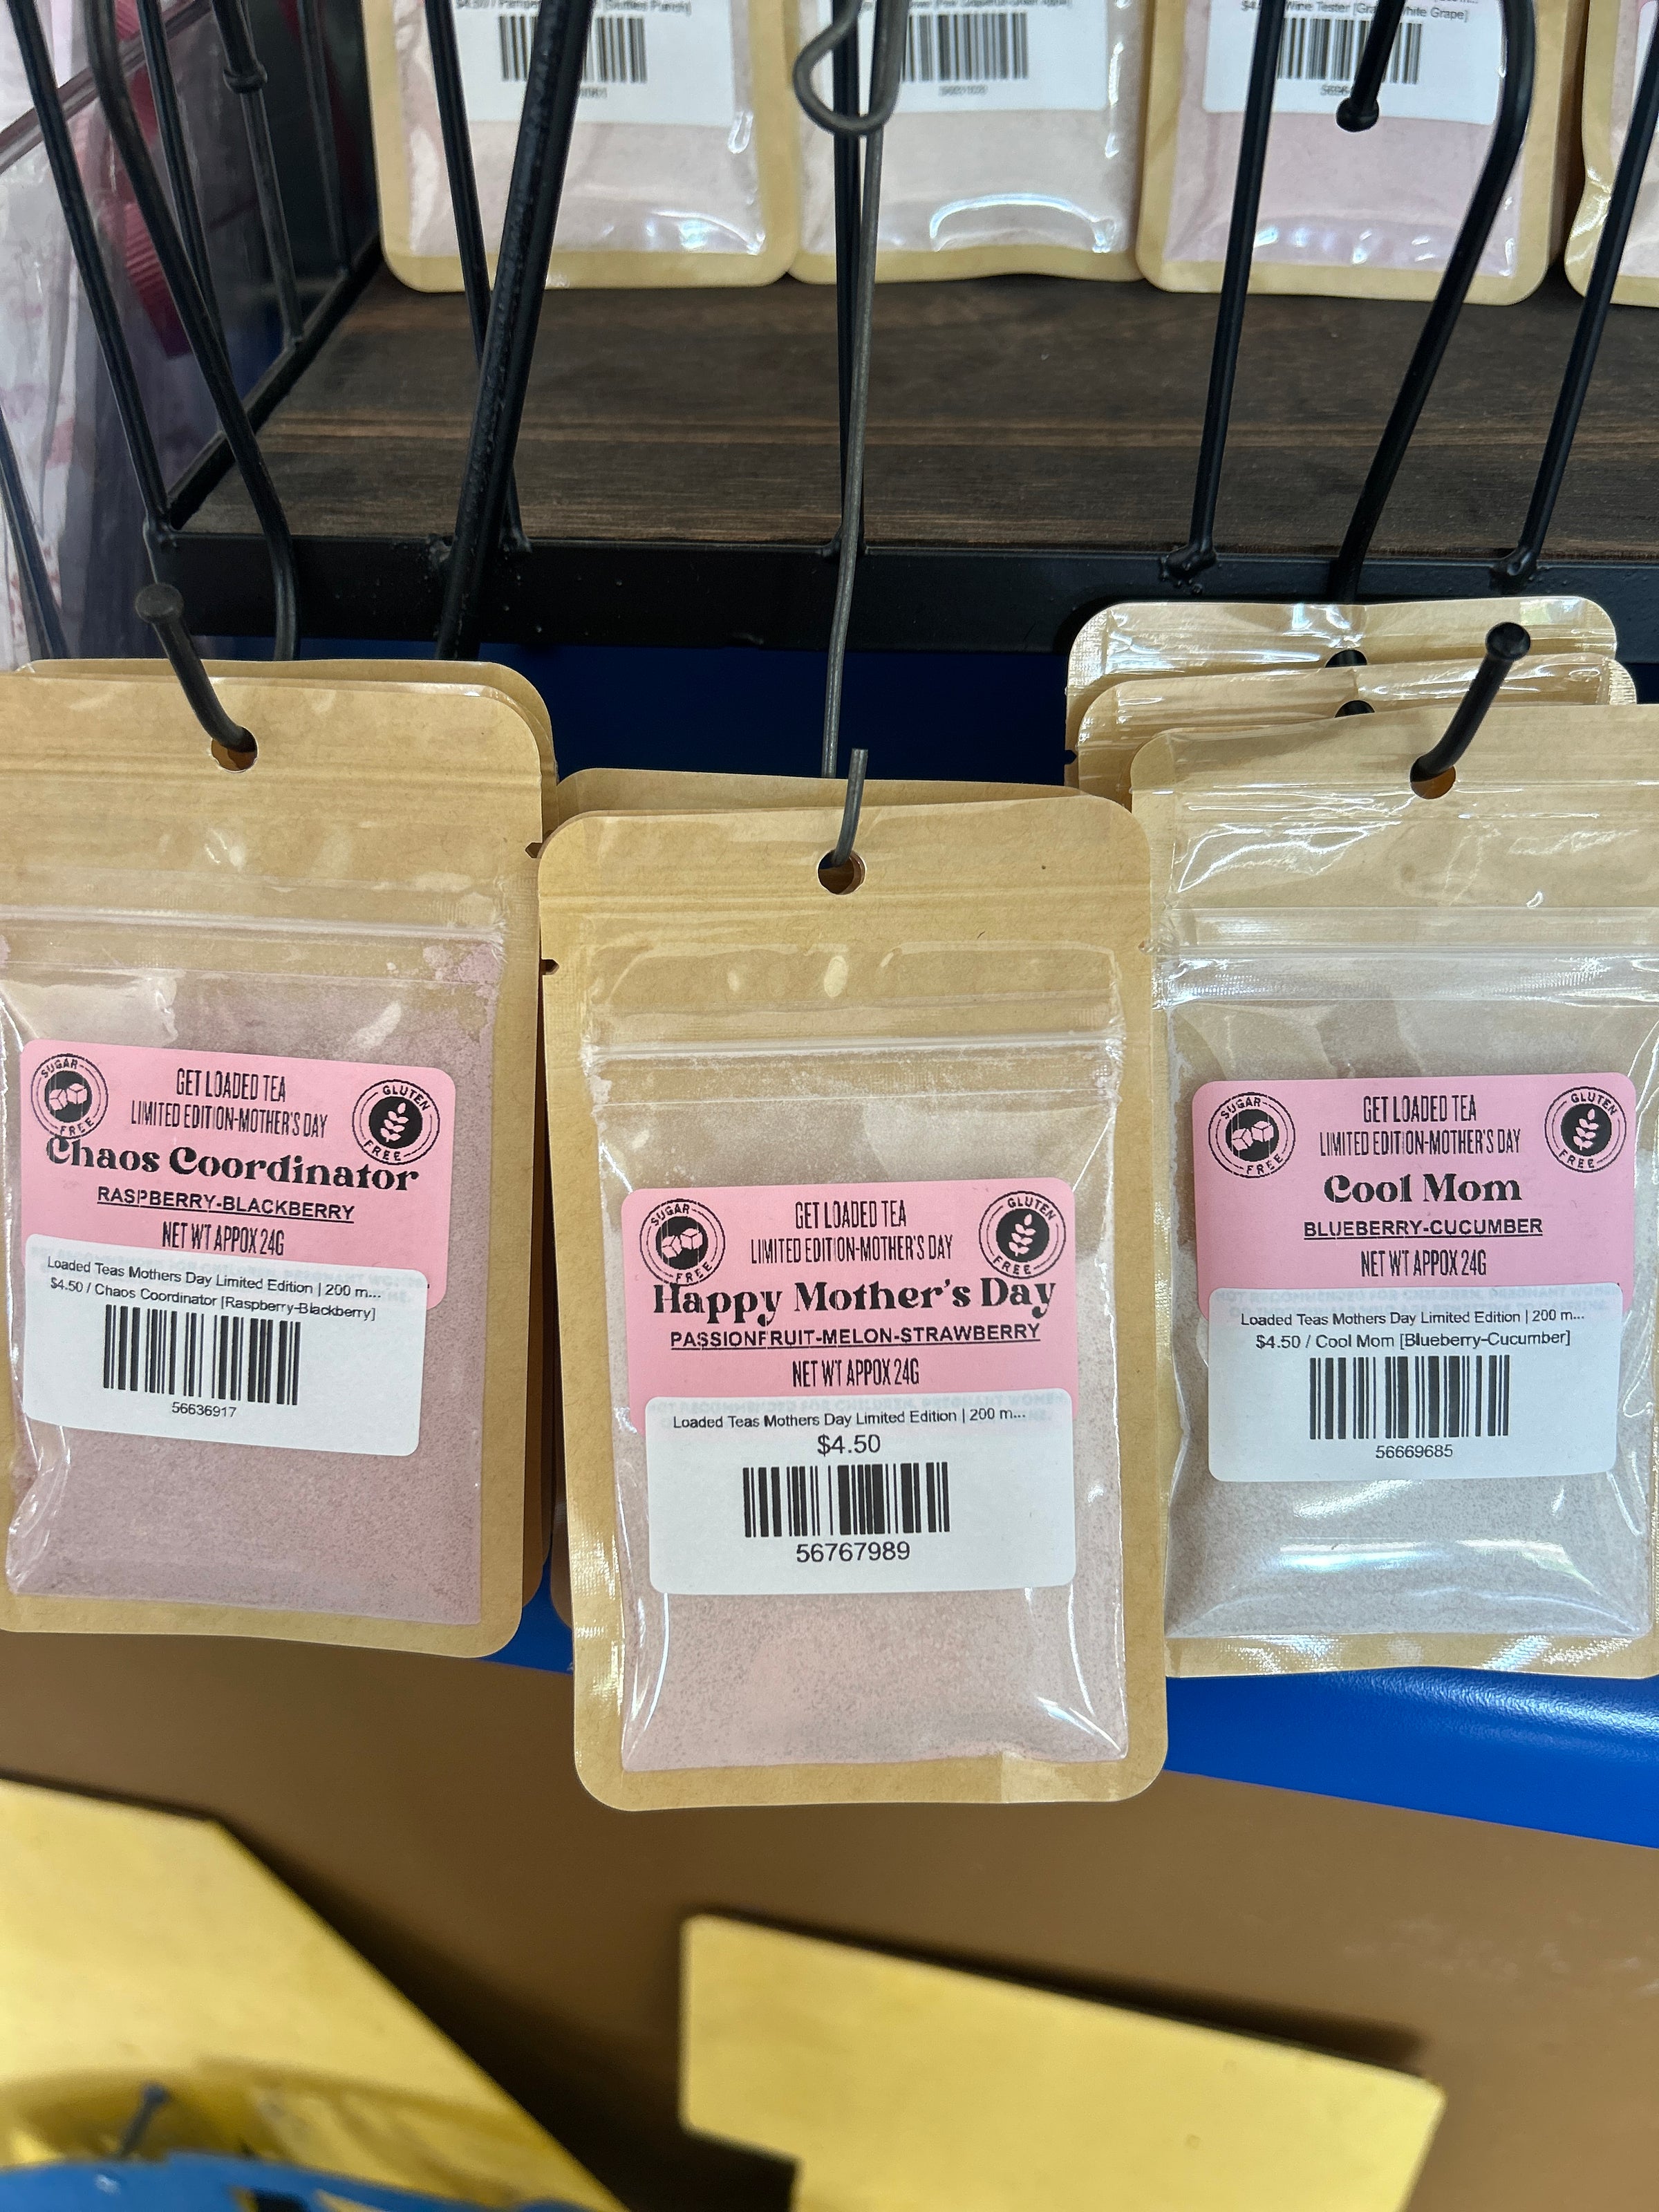 Wine Tester
SUGAR
FREE
GET LOADED TEA
GLUTEN
FREE
LIMITED EDITION-MOTHER'S DAY
Chaos Coordinator
RASPBERRY-BLACKBERRY
NET WT APPOX 24G
Loaded Teas Mothers Day Limited Edition | 200 m...
$4.50 / Chaos Coordinator [Raspberry-Blackberry]
56636917
SUGAR
FREE
GET LOADED TEA
GLUTEN
FREE
LIMITED EDITION-MOTHER'S DAY
Happy Mother's Day
PASSIONFRUIT-MELON-STRAWBERRY
NET WT APPOX 24G
Loaded Teas Mothers Day Limited Edition | 200 m...
$4.50
56767989
SUGAR
FREE
GET LOADED TEA
GLUTEN
FREE
LIMITED EDITION-MOTHER'S DAY
Cool Mom
BLUEBERRY-CUCUMBER
NET WT APPOX 24G
Loaded Teas Mothers Day Limited Edition | 200 m...
$4.50 / Cool Mom [Blueberry-Cucumber]
56669685